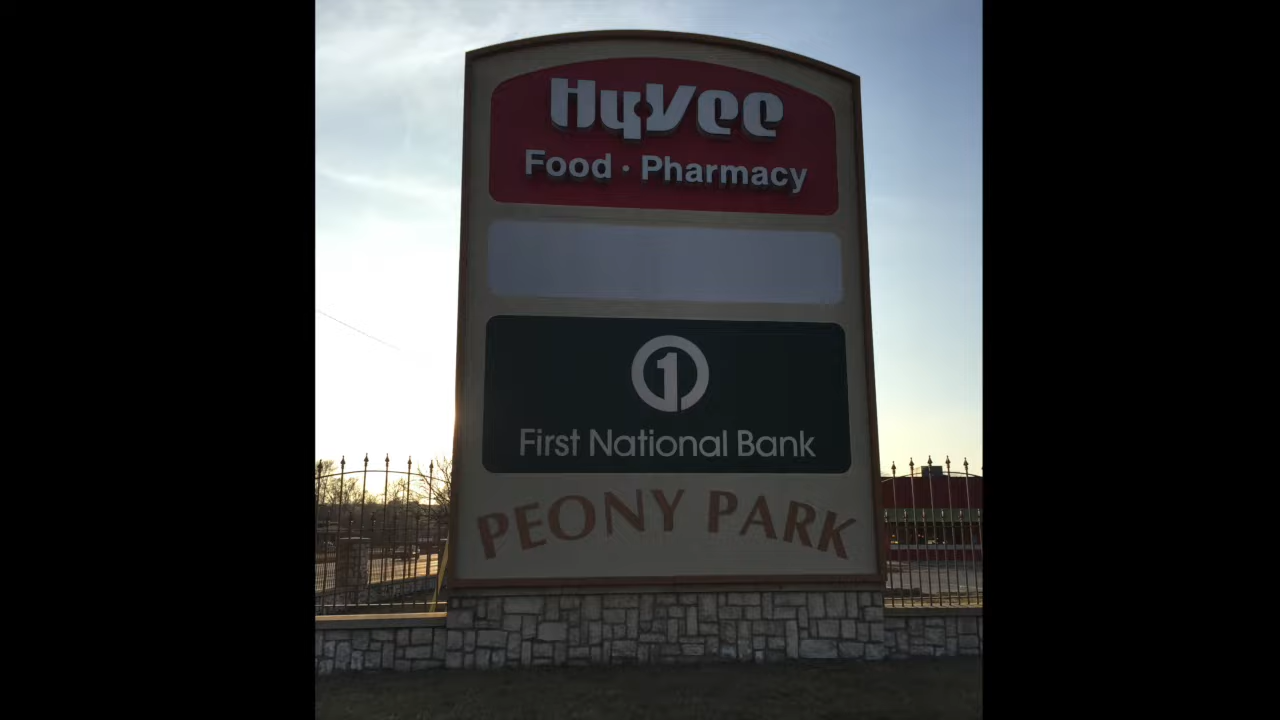 HyVee
Food · Pharmacy
1
First National Bank
PEONY PARK